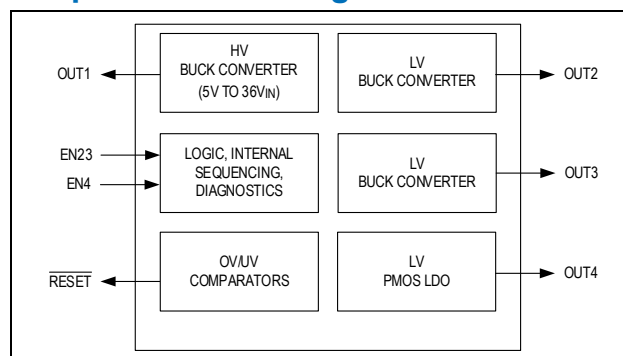 HV
BUCK CONVERTER
(5V TO 36VIN)
LV
BUCK CONVERTER
OUT1
OUT2
EN23
EN4
LOGIC, INTERNAL
SEQUENCING,
DIAGNOSTICS
LV
BUCK CONVERTER
OUT3
RESET
OV/UV
COMPARATORS
LV
PMOS LDO
OUT4